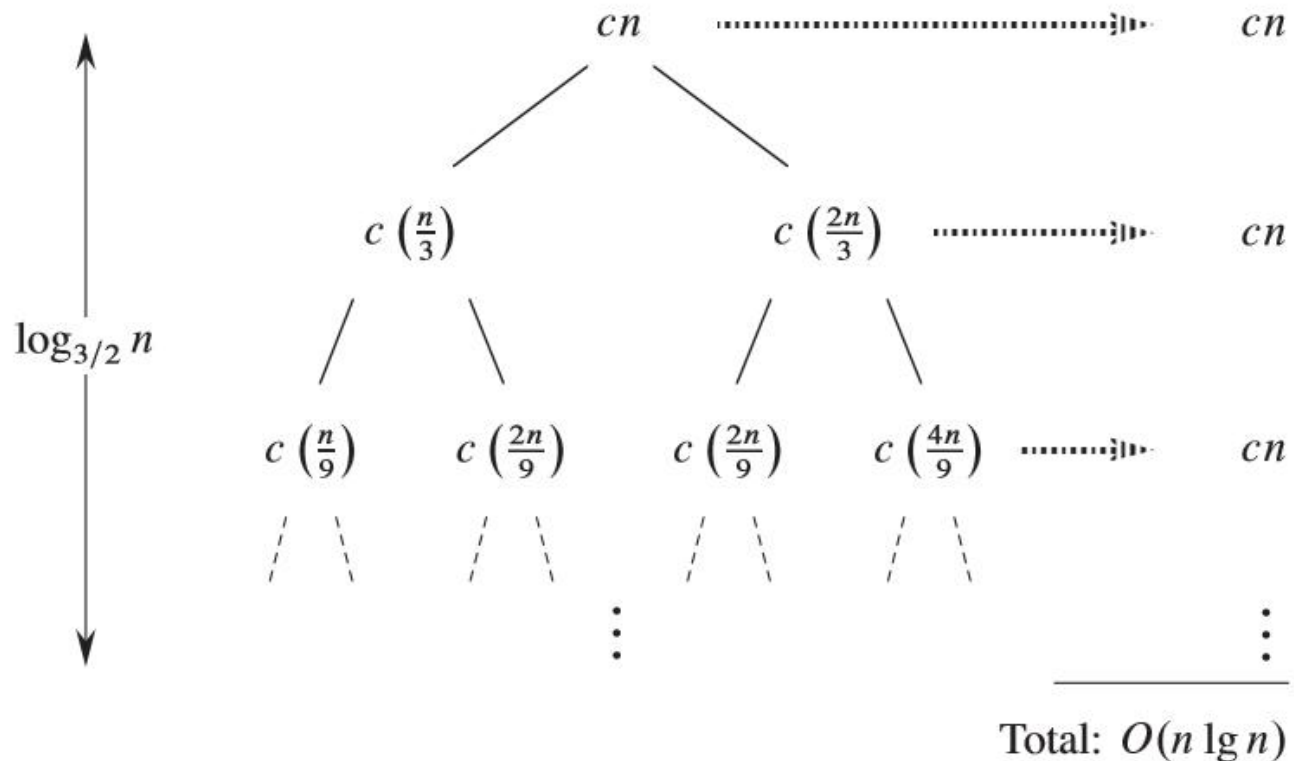 cn cn
c (n/3) c (2n/3) cn
log_{3/2} n
c (n/9) c (2n/9) c (2n/9) c (4n/9) cn
Total: O(n lg n)